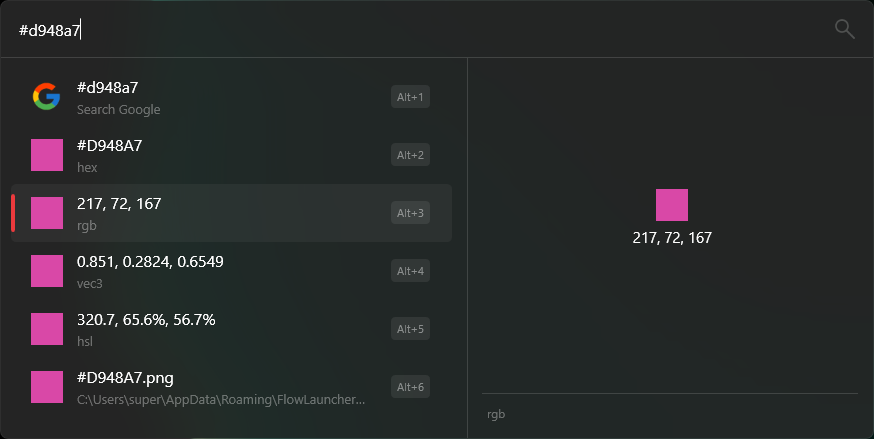 #d948a7
#d948a7
Search Google
Alt+1
#D948A7
hex
Alt+2
217, 72, 167
rgb
Alt+3
0.851, 0.2824, 0.6549
vec3
Alt+4
320.7, 65.6%, 56.7%
hsl
Alt+5
#D948A7.png
C:\Users\super\AppData\Roaming\FlowLauncher...
Alt+6
217, 72, 167
rgb